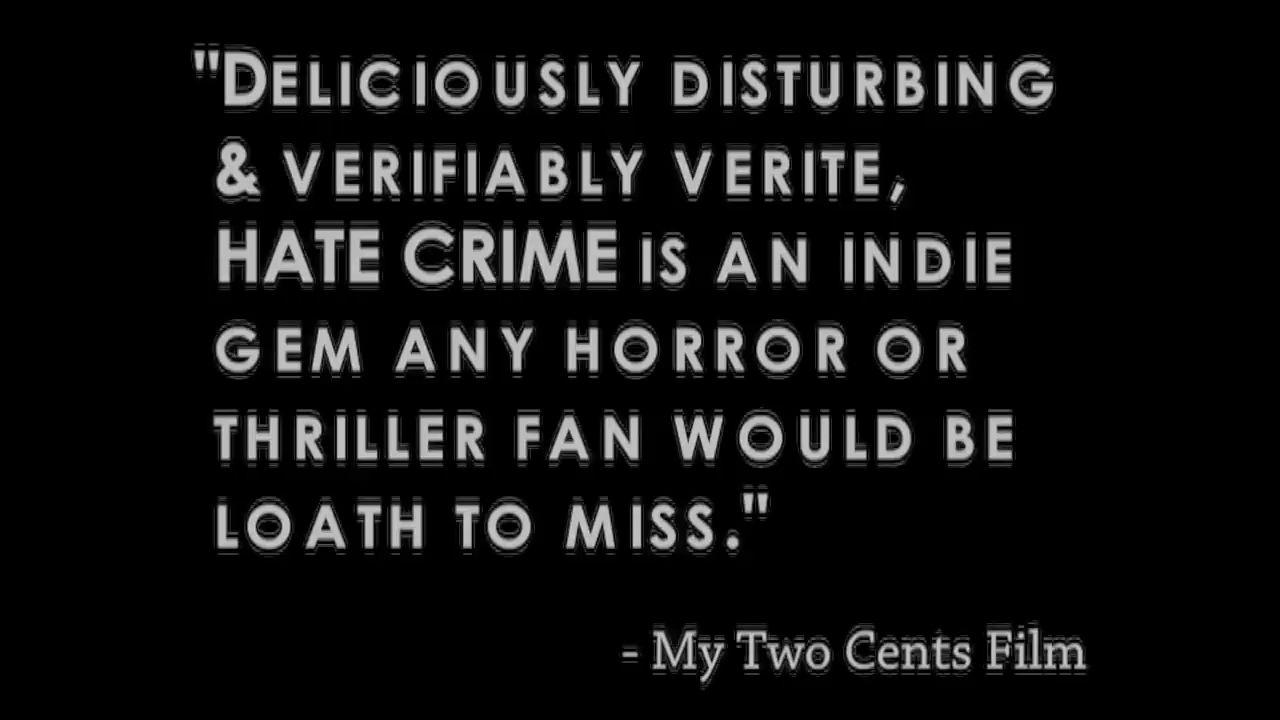 "Deliciously disturbing
& verifiably verite,
HATE CRIME is an indie
gem any horror or
thriller fan would be
loath to miss."
- My Two Cents Film